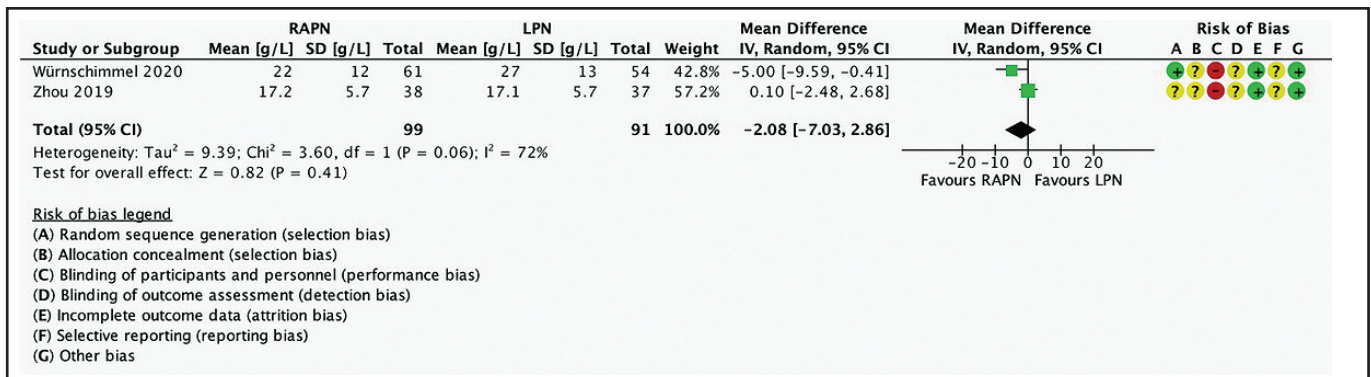 RAPN LPN Mean Difference Mean Difference Risk of Bias
Study or Subgroup Mean [g/L] SD [g/L] Total Mean [g/L] SD [g/L] Total Weight IV, Random, 95% CI IV, Random, 95% CI A B C D E F G
Würnschimmel 2020 22 12 61 27 13 54 42.8% −5.00 [−9.59, −0.41] + ? − ? + ? +
Zhou 2019 17.2 5.7 38 17.1 5.7 37 57.2% 0.10 [−2.48, 2.68] ? ? − ? + ? +
Total (95% CI) 99 91 100.0% −2.08 [−7.03, 2.86]
Heterogeneity: Tau² = 9.39; Chi² = 3.60, df = 1 (P = 0.06); I² = 72%
Test for overall effect: Z = 0.82 (P = 0.41)
−20 −10 0 10 20
Favours RAPN Favours LPN
Risk of bias legend
(A) Random sequence generation (selection bias)
(B) Allocation concealment (selection bias)
(C) Blinding of participants and personnel (performance bias)
(D) Blinding of outcome assessment (detection bias)
(E) Incomplete outcome data (attrition bias)
(F) Selective reporting (reporting bias)
(G) Other bias